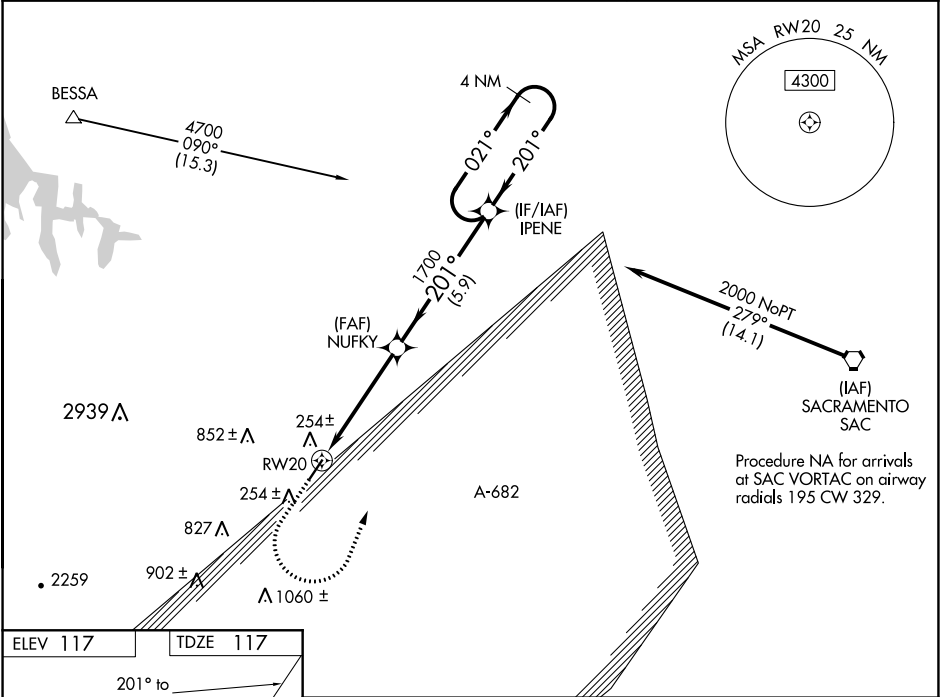 MSA RW20 25 NM
4300
4 NM
BESSA
4700
090°
(15.3)
021°
201°
(IF/IAF)
IPENE
1700
201°
(5.9)
(FAF)
NUFKY
2000 NoPT
279°
(14.1)
(IAF)
SACRAMENTO
SAC
2939
852 ±
254 ±
RW20
254 ±
Procedure NA for arrivals
at SAC VORTAC on airway
radials 195 CW 329.
A-682
827
2259
902 ±
1060 ±
ELEV 117
TDZE 117
201° to